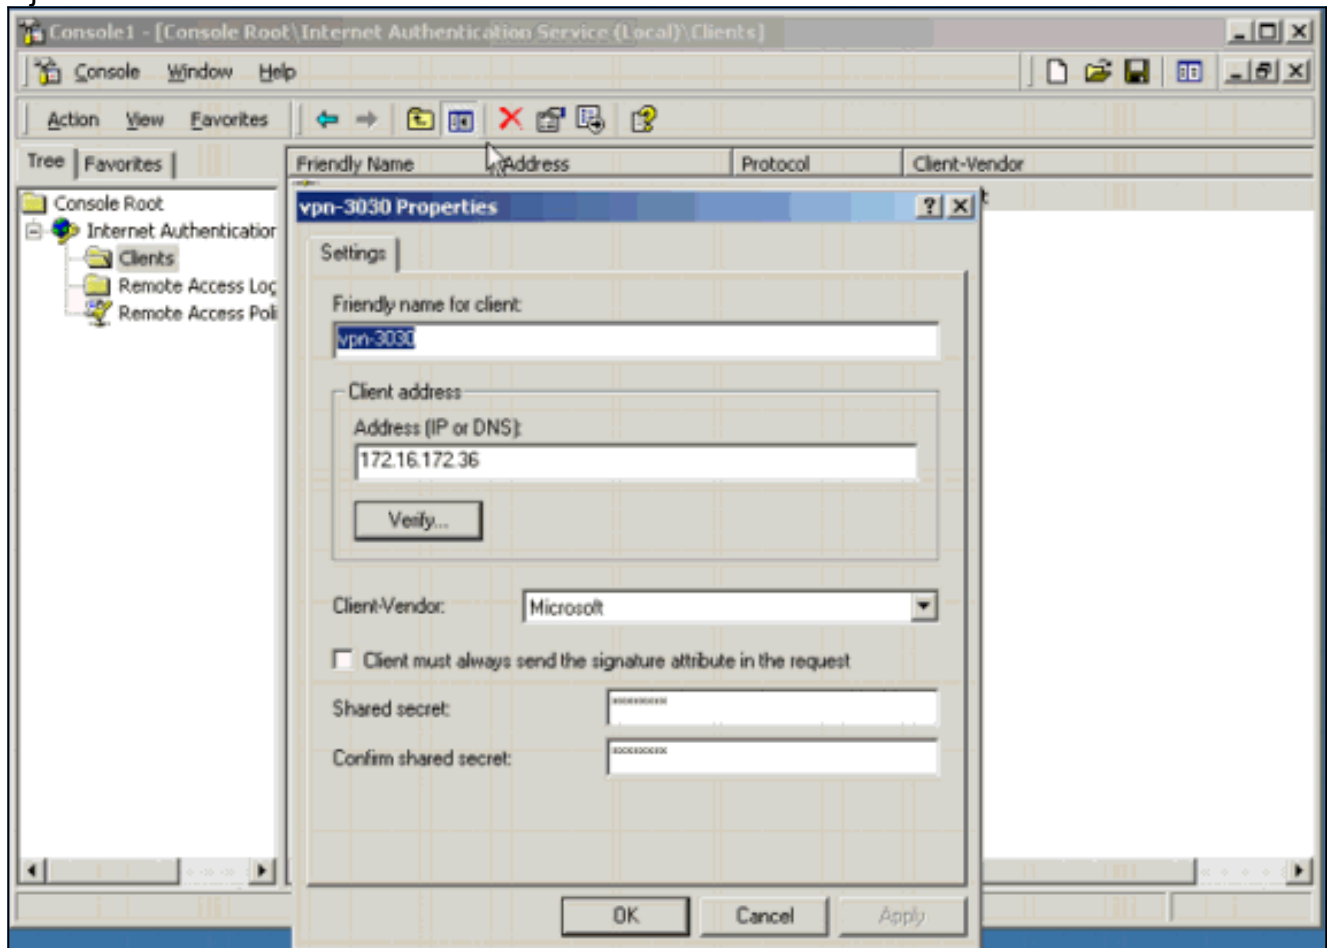 Console1 - [Console Root\Internet Authentication Service (Local)\Clients]
Console Window Help
Action View Favorites
Tree Favorites
Friendly Name Address Protocol Client-Vendor
Console Root
Internet Authentication
Clients
Remote Access Log
Remote Access Poli
vpn-3030 Properties
Settings
Friendly name for client:
vpn-3030
Client address
Address (IP or DNS):
172.16.172.36
Verify...
Client-Vendor: Microsoft
Client must always send the signature attribute in the request
Shared secret: ********
Confirm shared secret: ********
OK Cancel Apply